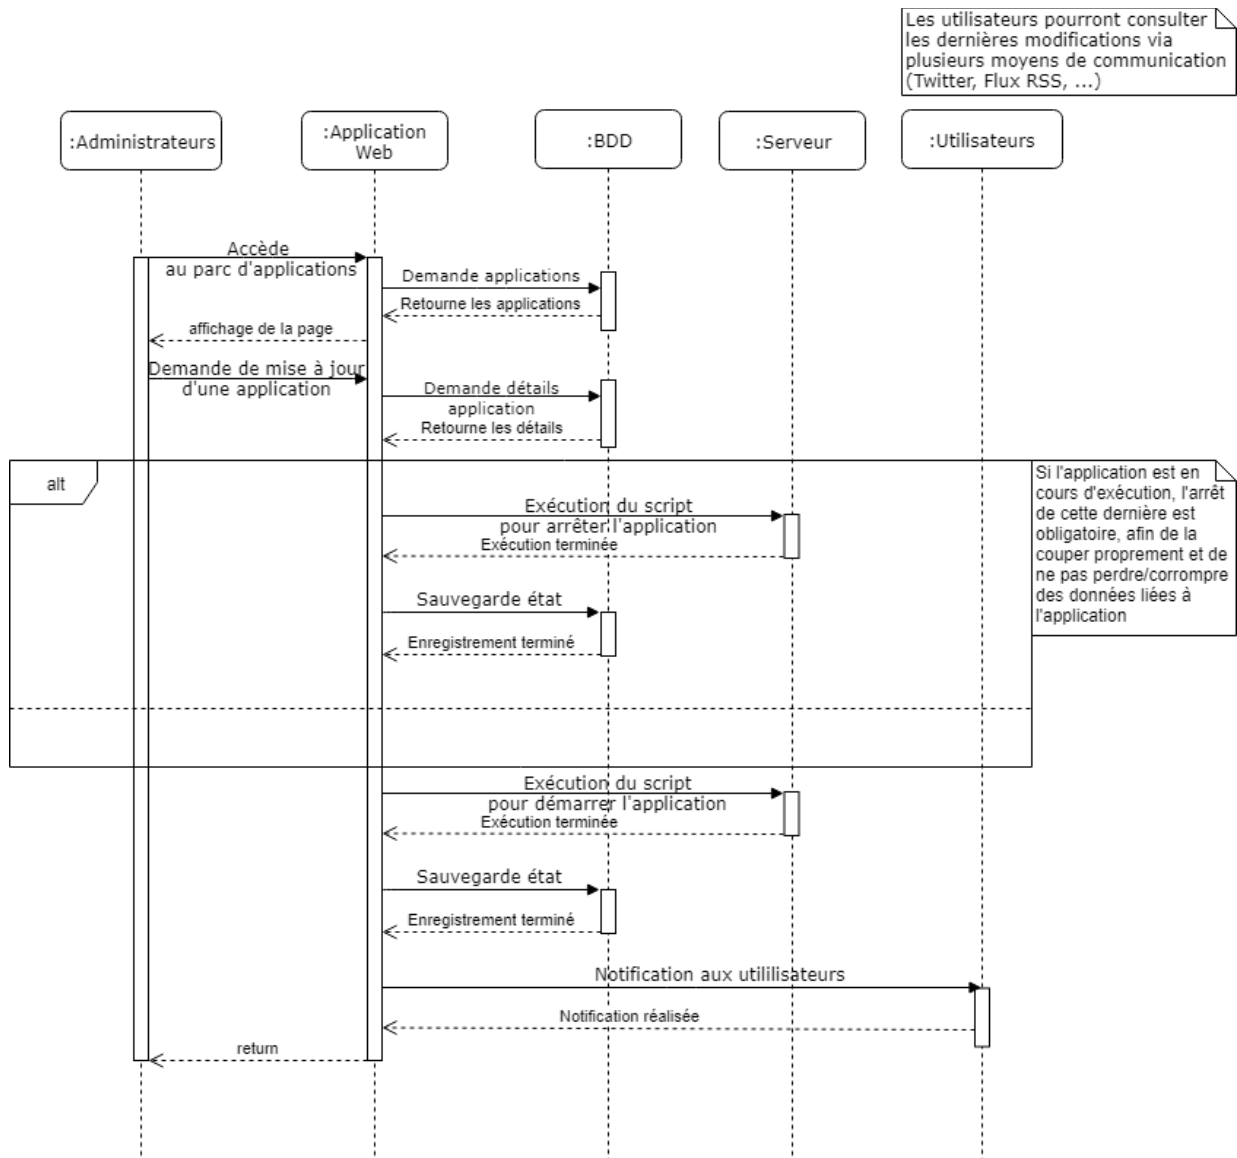 Les utilisateurs pourront consulter
les dernières modifications via
plusieurs moyens de communication
(Twitter, Flux RSS, ...)
:Administrateurs
:Application
Web
:BDD
:Serveur
:Utilisateurs
Accède
au parc d'applications
Demande applications
Retourne les applications
affichage de la page
Demande de mise à jour
d'une application
Demande détails
application
Retourne les détails
alt
Si l'application est en
cours d'exécution, l'arrêt
de cette dernière est
obligatoire, afin de la
couper proprement et de
ne pas perdre/corrompre
des données liées à
l'application
Exécution du script
pour arrêter l'application
Exécution terminée
Sauvegarde état
Enregistrement terminé
Exécution du script
pour démarrer l'application
Exécution terminée
Sauvegarde état
Enregistrement terminé
Notification aux utililisateurs
Notification réalisée
return